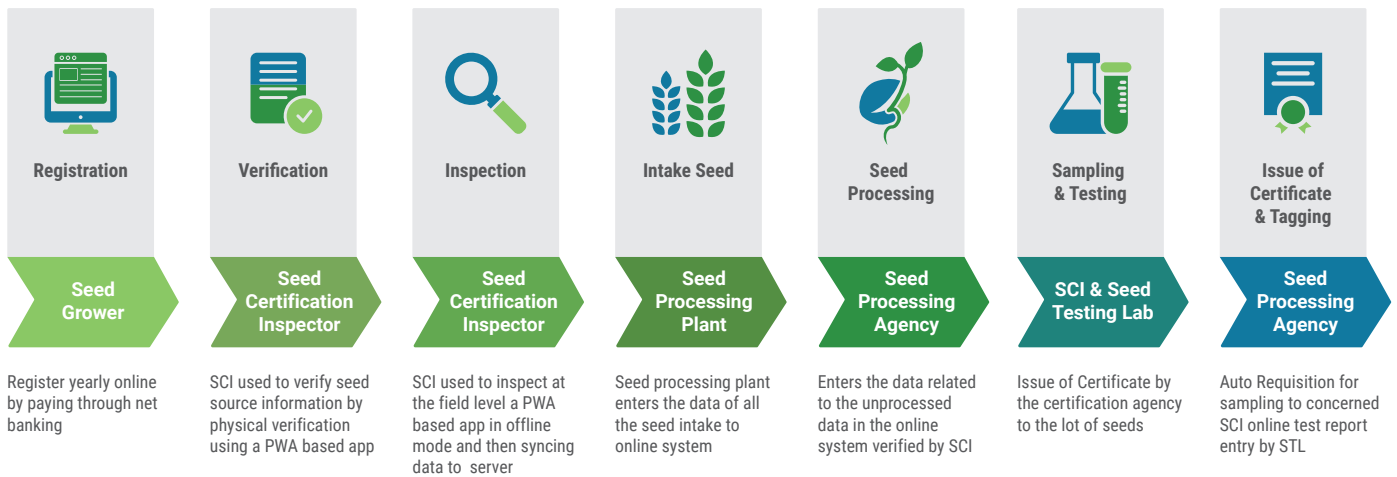 Registration
Seed
Grower
Register yearly online
by paying through net
banking
Verification
Seed
Certification
Inspector
SCI used to verify seed
source information by
physical verification
using a PWA based app
Inspection
Seed
Certification
Inspector
SCI used to inspect at
the field level a PWA
based app in offline
mode and then syncing
data to server
Intake Seed
Seed
Processing
Plant
Seed processing plant
enters the data of all
the seed intake to
online system
Seed
Processing
Seed
Processing
Agency
Enters the data related
to the unprocessed
data in the online
system verified by SCI
Sampling
& Testing
SCI & Seed
Testing Lab
Issue of Certificate by
the certification agency
to the lot of seeds
Issue of
Certificate
& Tagging
Seed
Processing
Agency
Auto Requisition for
sampling to concerned
SCI online test report
entry by STL